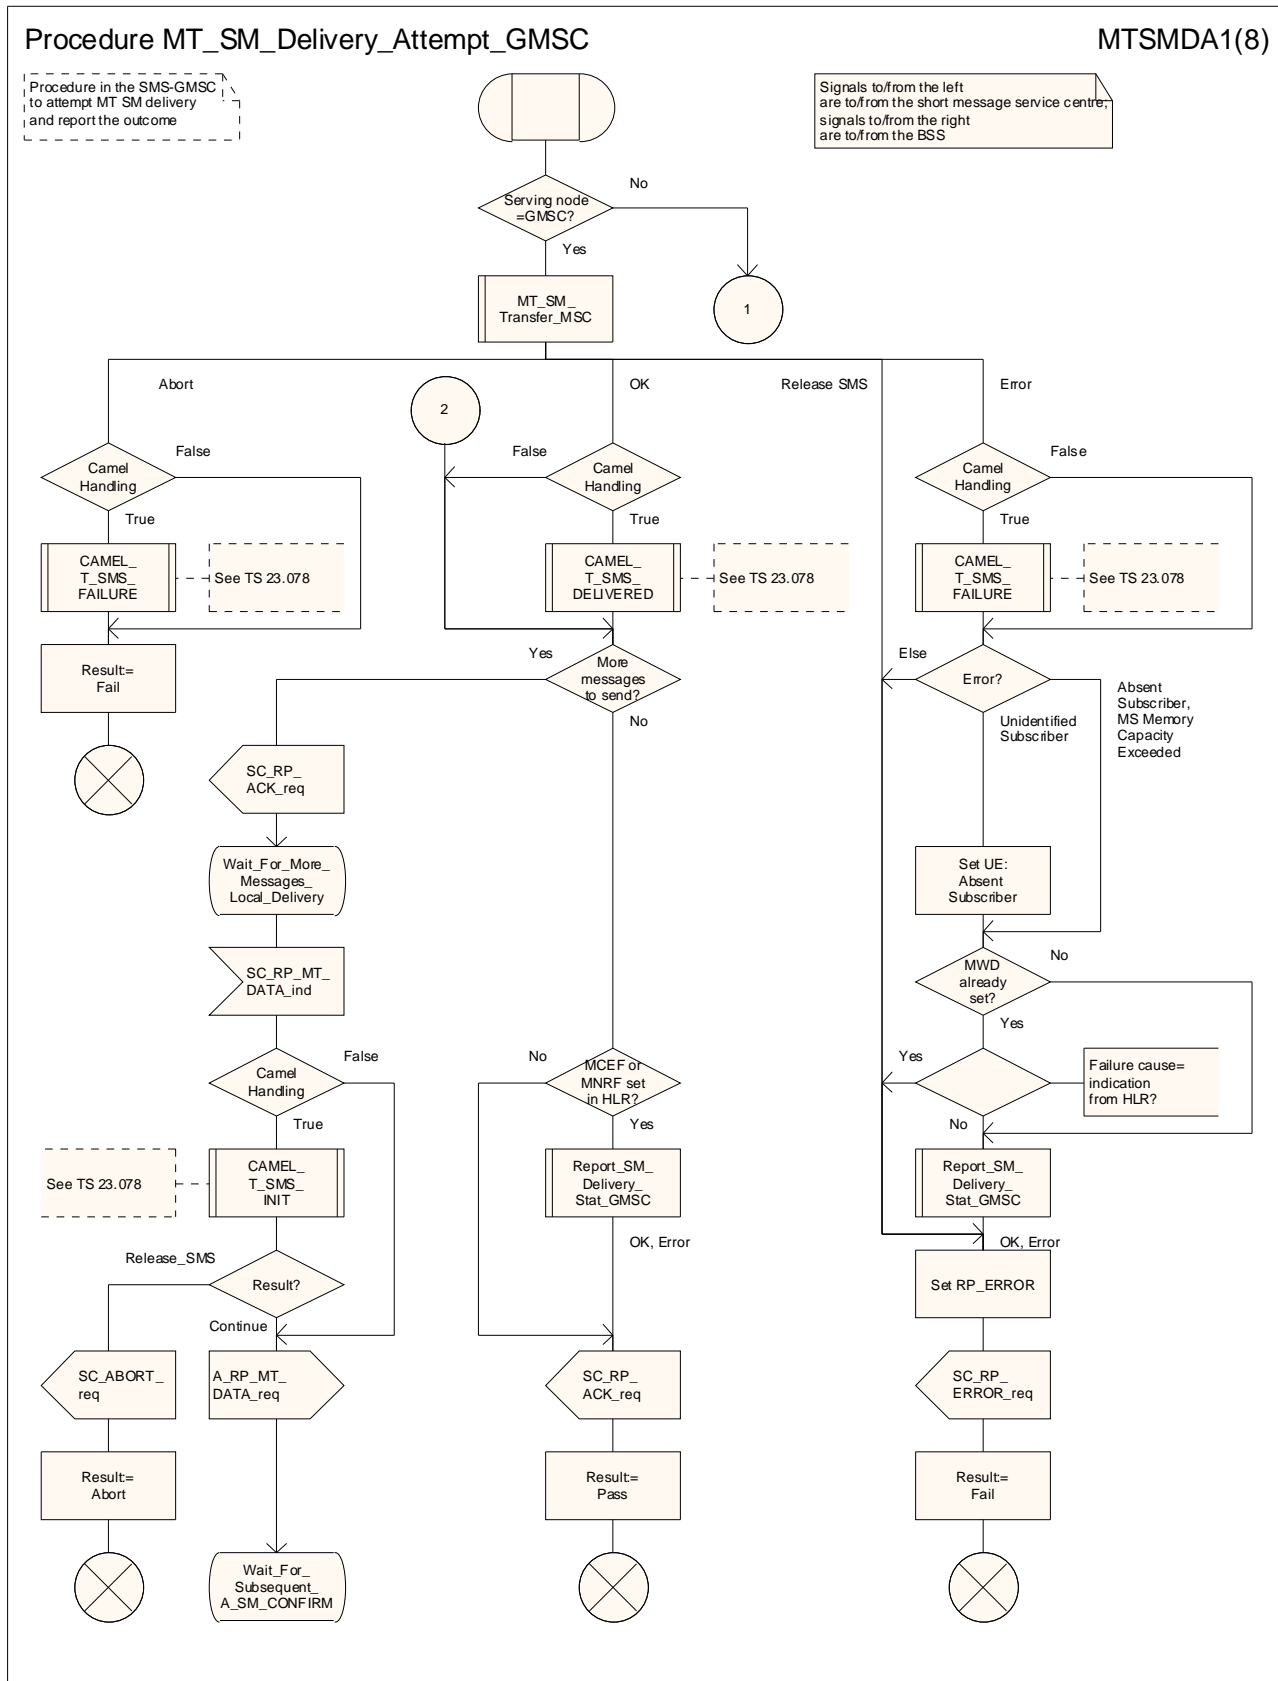 Procedure MT_SM_Delivery_Attempt_GMSC
MTSMDA1(8)
Procedure in the SMS-GMSC
to attempt MT SM delivery
and report the outcome
Signals to/from the left
are to/from the short message service centre;
signals to/from the right
are to/from the BSS
Serving node
=GMSC?
No
Yes
MT_SM_
Transfer_MSC
1
Abort
2
OK
Release SMS
Error
Camel
Handling
False
True
Camel
Handling
False
True
Camel
Handling
False
True
CAMEL_
T_SMS_
FAILURE
See TS 23.078
CAMEL_
T_SMS_
DELIVERED
See TS 23.078
CAMEL_
T_SMS_
FAILURE
See TS 23.078
Result:=
Fail
Yes
More
messages
to send?
No
Else
Error?
Unidentified
Subscriber
Absent
Subscriber,
MS Memory
Capacity
Exceeded
SC_RP_
ACK_req
Wait_For_More_
Messages_
Local_Delivery
Set UE:
Absent
Subscriber
SC_RP_MT_
DATA_ind
MWD
already
set?
No
Yes
Camel
Handling
False
True
No
MCEF or
MNRF set
in HLR?
Yes
Yes
No
Failure cause=
indication
from HLR?
See TS 23.078
CAMEL_
T_SMS_
INIT
Report_SM_
Delivery_
Stat_GMSC
Report_SM_
Delivery_
Stat_GMSC
Release_SMS
Result?
Continue
OK, Error
OK, Error
Set RP_ERROR
SC_ABORT_
req
A_RP_MT_
DATA_req
SC_RP_
ACK_req
SC_RP_
ERROR_req
Result:=
Abort
Result:=
Pass
Result:=
Fail
Wait_For_
Subsequent_
A_SM_CONFIRM